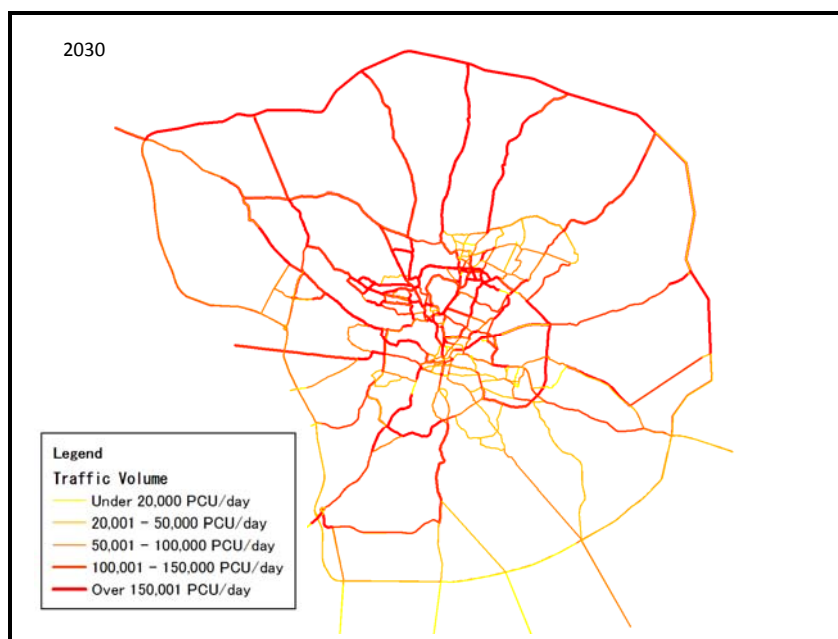 2030
Legend
Traffic Volume
Under 20,000 PCU/day
20,001 - 50,000 PCU/day
50,001 - 100,000 PCU/day
100,001 - 150,000 PCU/day
Over 150,001 PCU/day